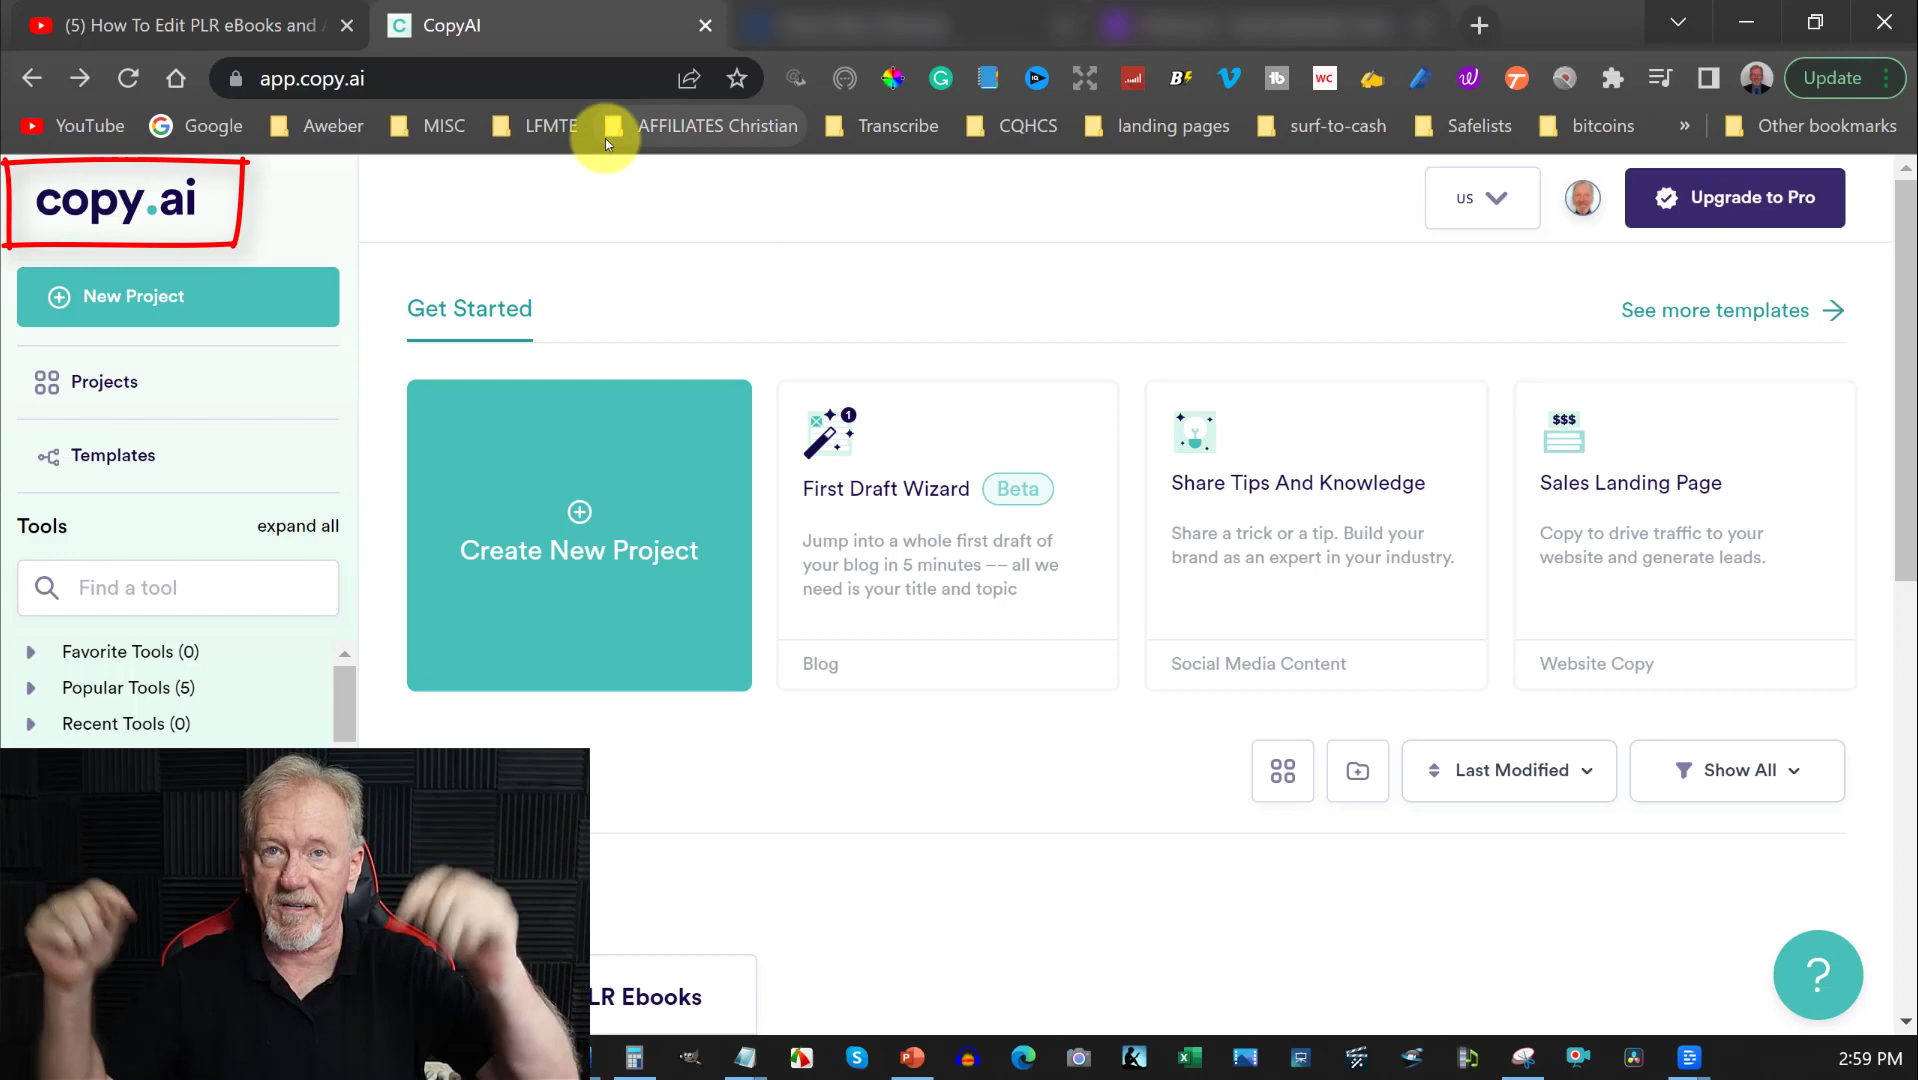 (5) How To Edit PLR eBooks and A
CopyAI
app.copy.ai
Update
YouTube
Google
Aweber
MISC
LFMTE
AFFILIATES Christian
Transcribe
CQHCS
landing pages
surf-to-cash
Safelists
bitcoins
»
Other bookmarks
copy.ai
US
Upgrade to Pro
New Project
Get Started
See more templates
Projects
Templates
Tools
expand all
Find a tool
Favorite Tools (0)
Popular Tools (5)
Recent Tools (0)
Create New Project
1
First Draft Wizard Beta
Jump into a whole first draft of
your blog in 5 minutes –– all we
need is your title and topic
Blog
Share Tips And Knowledge
Share a trick or a tip. Build your
brand as an expert in your industry.
Social Media Content
$$$
Sales Landing Page
Copy to drive traffic to your
website and generate leads.
Website Copy
Last Modified
Show All
LR Ebooks
?
2:59 PM